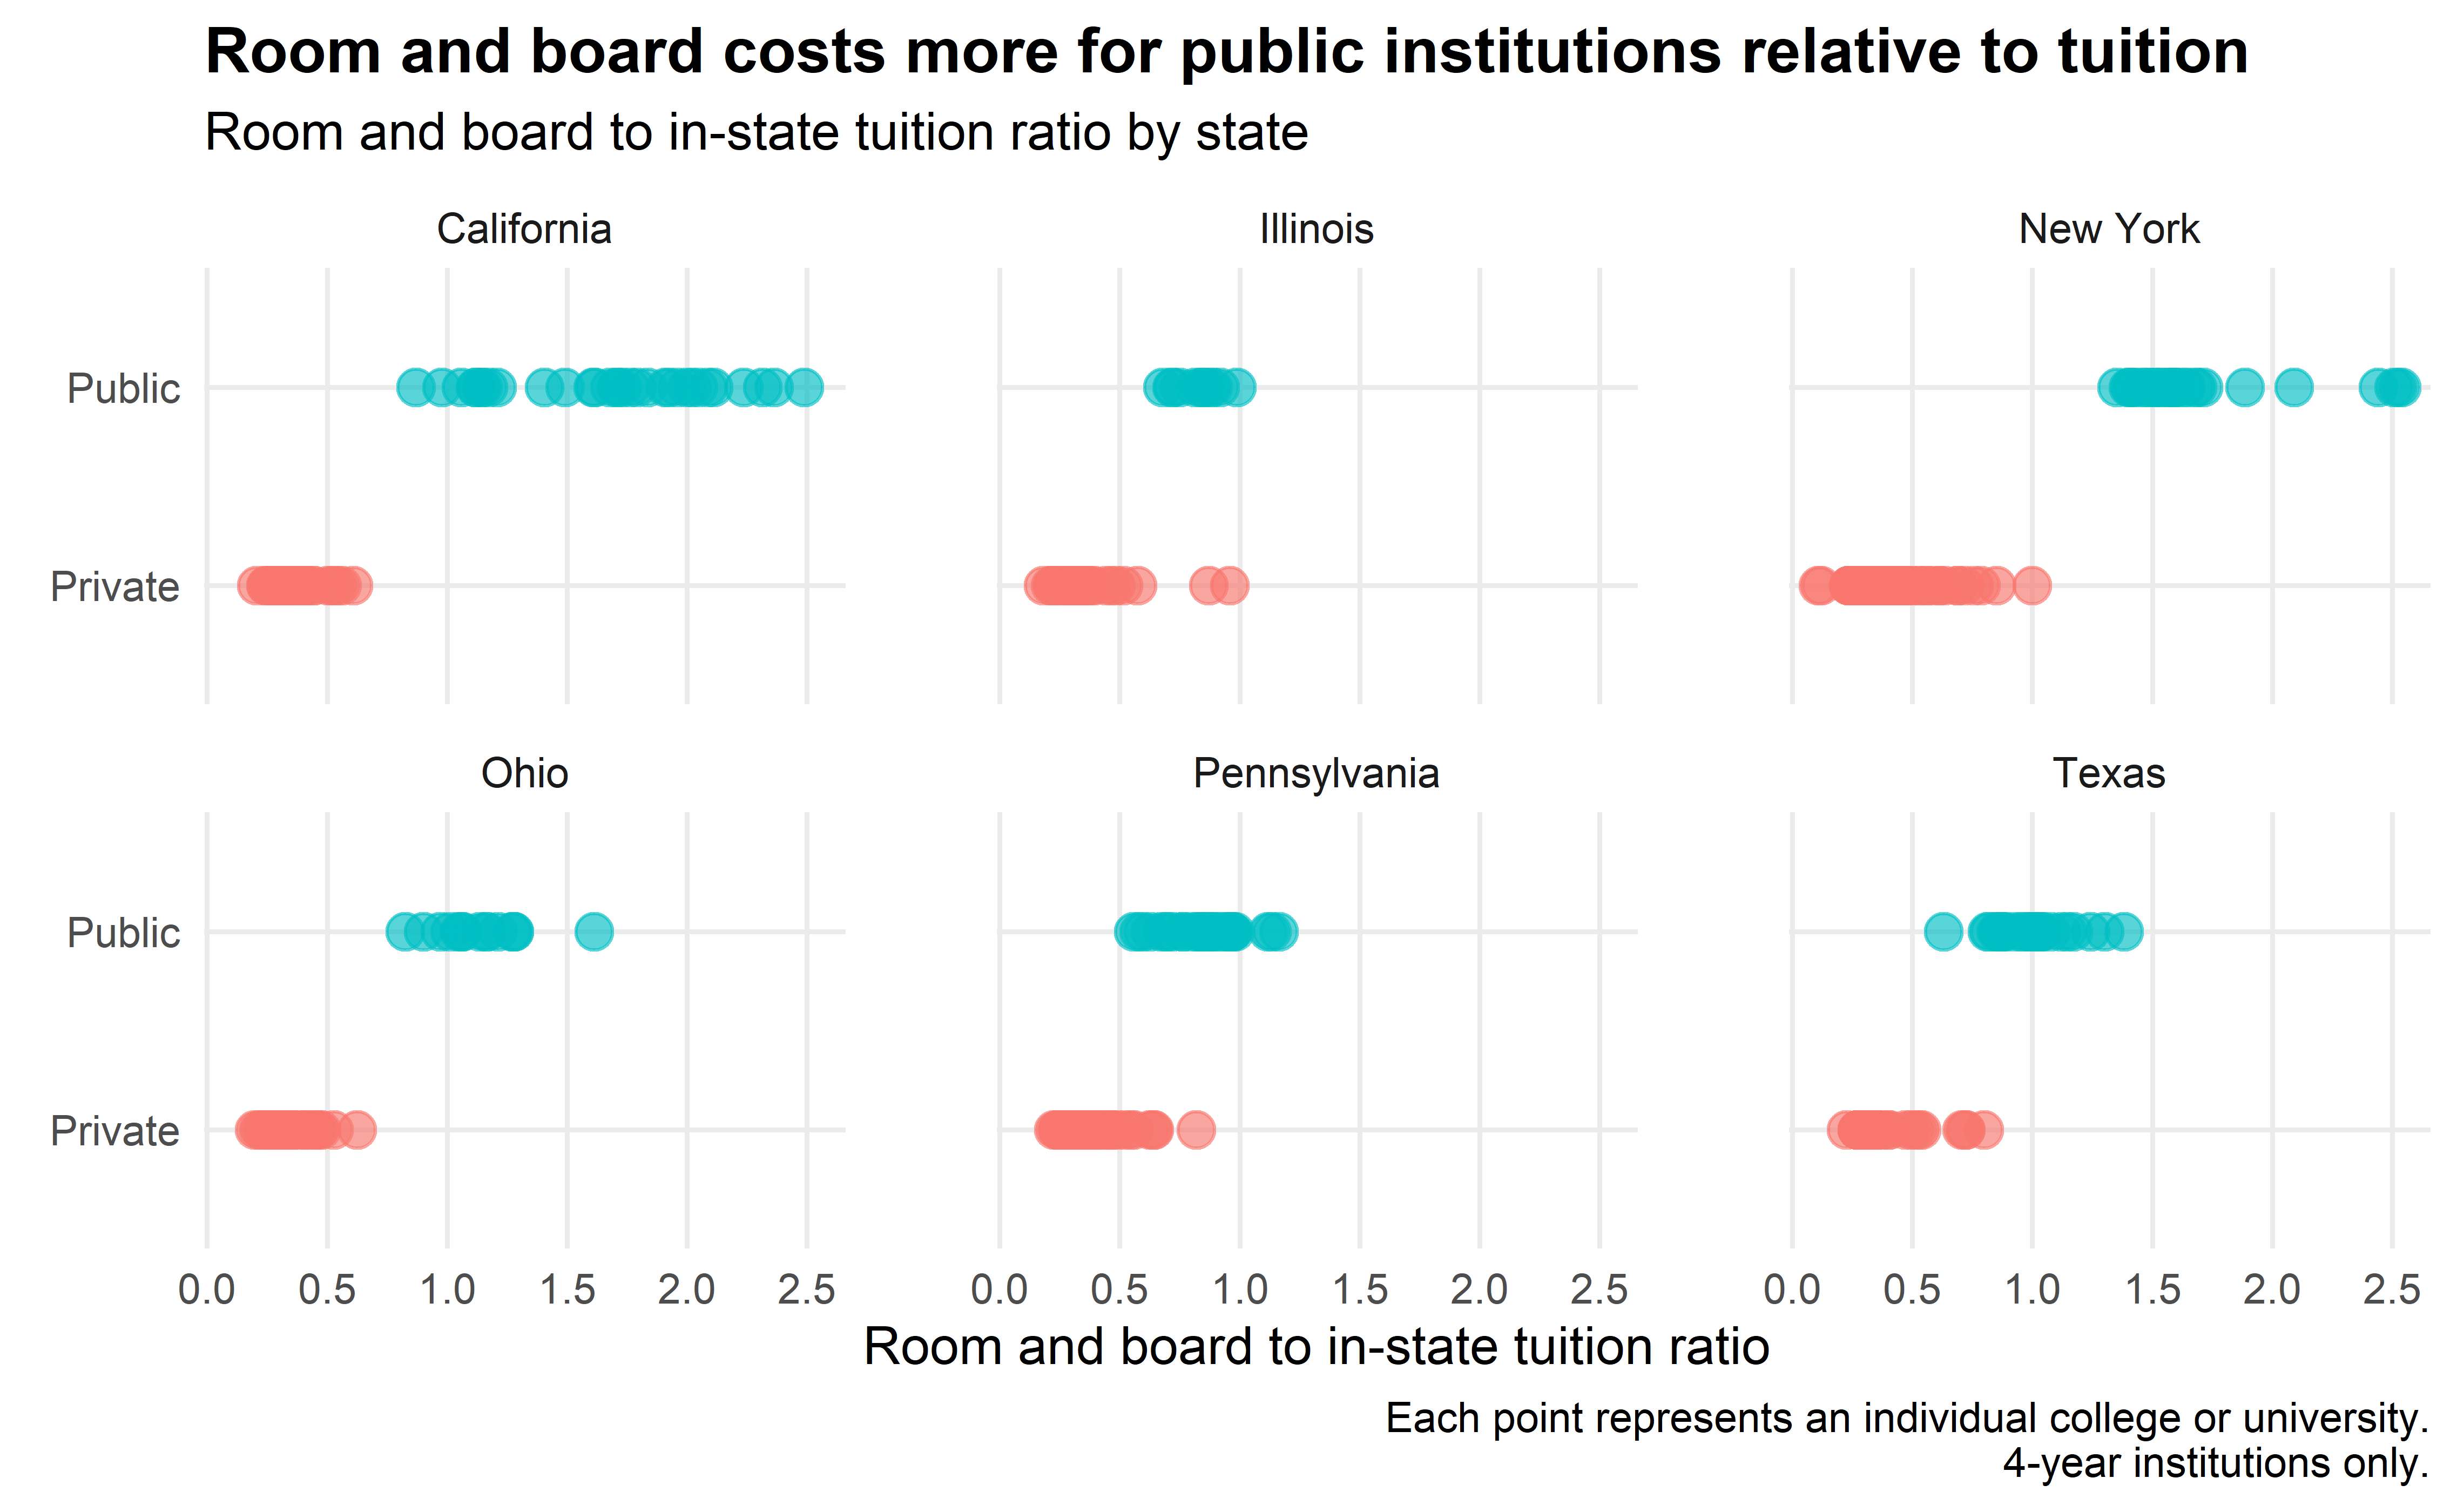 Room and board costs more for public institutions relative to tuition
Room and board to in-state tuition ratio by state
California
Illinois
New York
Public
Private
Ohio
Pennsylvania
Texas
Public
Private
0.0 0.5 1.0 1.5 2.0 2.5
0.0 0.5 1.0 1.5 2.0 2.5
0.0 0.5 1.0 1.5 2.0 2.5
Room and board to in-state tuition ratio
Each point represents an individual college or university.
4-year institutions only.